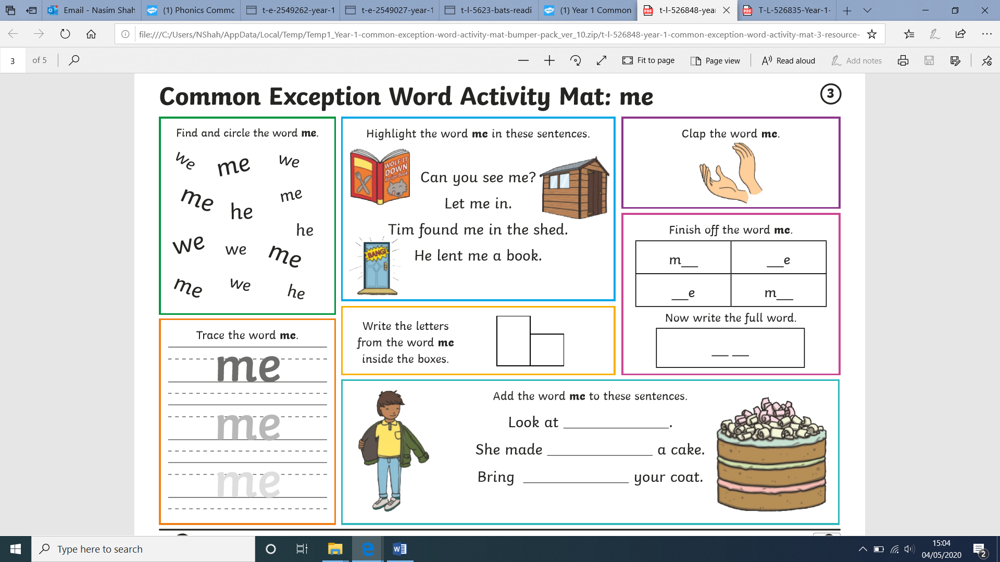 Email - Nasim Shah
(1) Phonics Commc
t-e-2549262-year-1
t-e-2549027-year-1
t-l-5623-bats-readi
(1) Year 1 Common
t-l-526848-year
T-L-526835-Year-1-
file:///C:/Users/NShah/AppData/Local/Temp/Temp1_Year-1-common-exception-word-activity-mat-bumper-pack_ver_10.zip/t-l-526848-year-1-common-exception-word-activity-mat-3-resource-
3 of 5
Fit to page
Page view
Read aloud
Add notes
Common Exception Word Activity Mat: me
3
Find and circle the word me.
we me we
me he me
he
we we me
me we he
Trace the word me.
me
me
me
Highlight the word me in these sentences.
WOLF IT
DOWN
Recipe Book
Can you see me?
Let me in.
Tim found me in the shed.
He lent me a book.
BANG!
Write the letters
from the word me
inside the boxes.
Clap the word me.
Finish off the word me.
m__ __e
__e m__
Now write the full word.
__ __
Add the word me to these sentences.
Look at ____________.
She made ____________ a cake.
Bring ____________ your coat.
Type here to search
15:04
04/05/2020
2